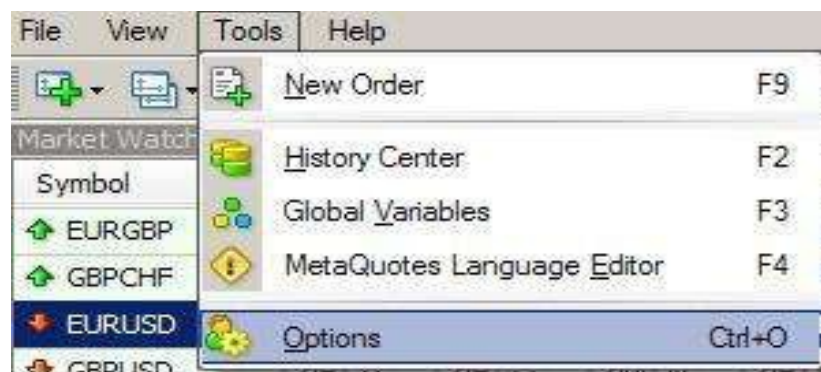 File View Tools Help
New Order F9
Market Watch
History Center F2
Symbol
Global Variables F3
EURGBP
MetaQuotes Language Editor F4
GBPCHF
EURUSD
Options Ctrl+O
GBPUSD